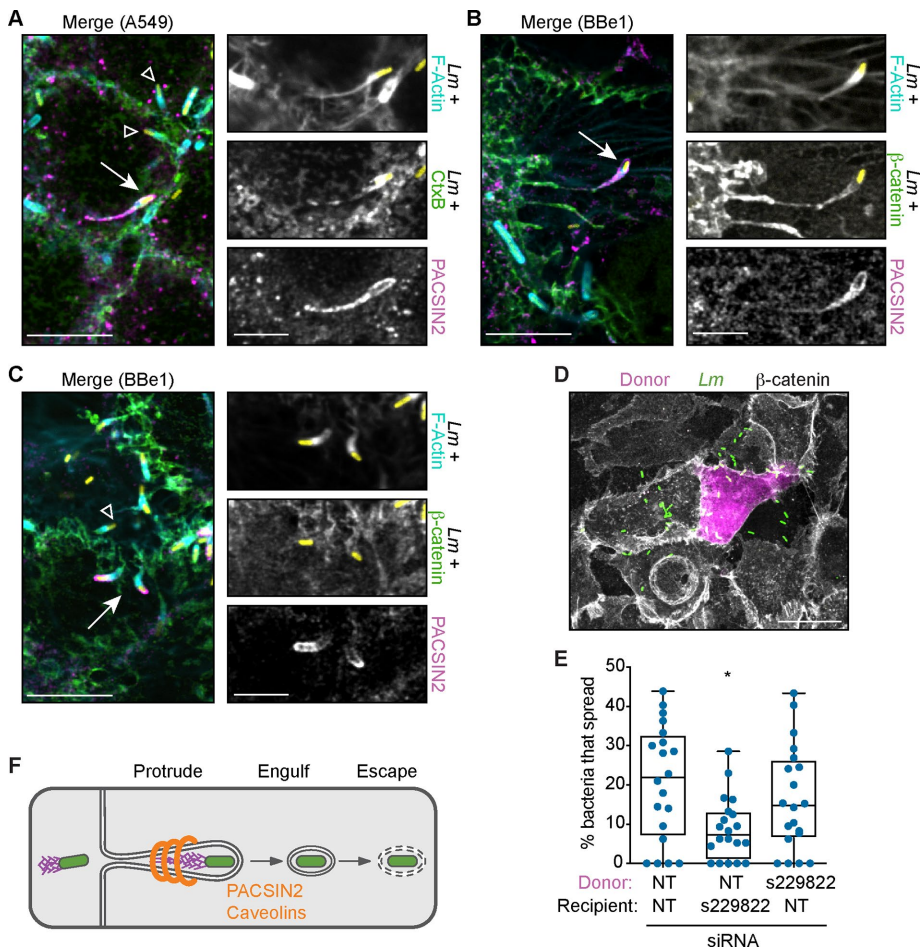 A
Merge (A549)
Lm +
F-Actin
Lm +
CtxB
PACSIN2
B
Merge (BBe1)
Lm +
F-Actin
Lm +
β-catenin
PACSIN2
C
Merge (BBe1)
Lm +
F-Actin
Lm +
β-catenin
PACSIN2
D
Donor Lm β-catenin
E
% bacteria that spread
50
40
30
20
10
0
*
Donor: NT NT s229822
Recipient: NT s229822 NT
siRNA
F
Protrude Engulf Escape
PACSIN2
Caveolins